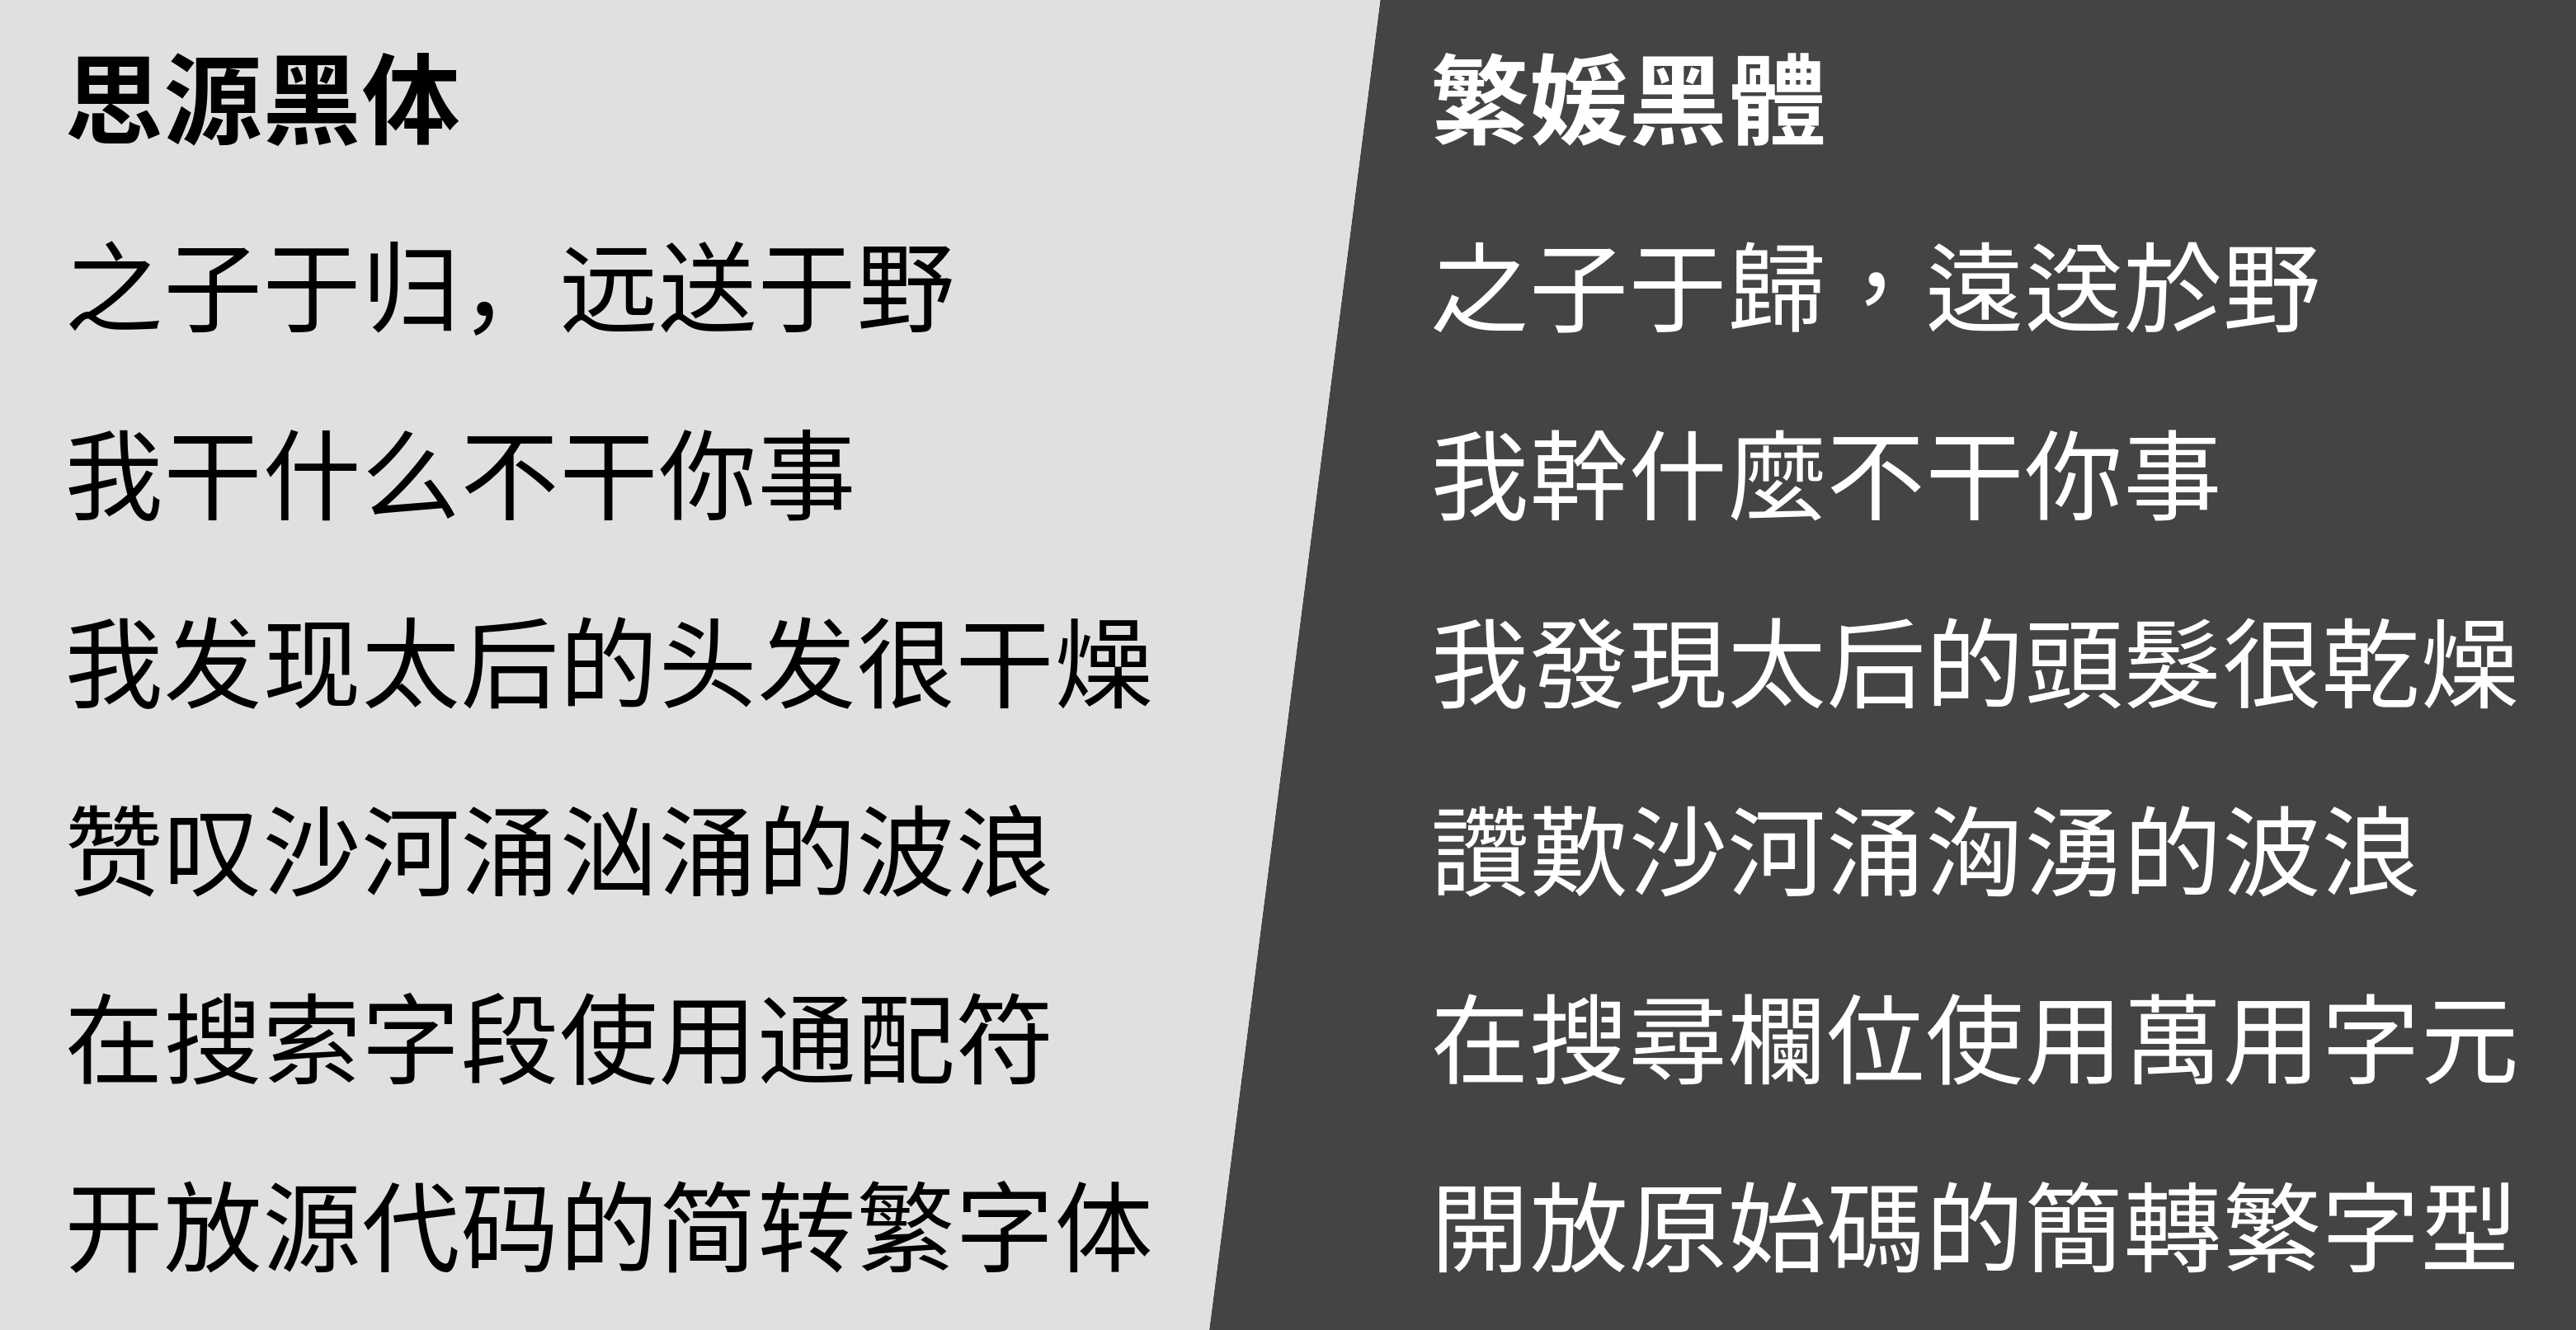 思源黑体
之子于归，远送于野
我干什么不干你事
我发现太后的头发很干燥
赞叹沙河涌汹涌的波浪
在搜索字段使用通配符
开放源代码的简转繁字体
繁媛黑體
之子于歸，遠送於野
我幹什麼不干你事
我發現太后的頭髮很乾燥
讚歎沙河涌洶湧的波浪
在搜尋欄位使用萬用字元
開放原始碼的簡轉繁字型